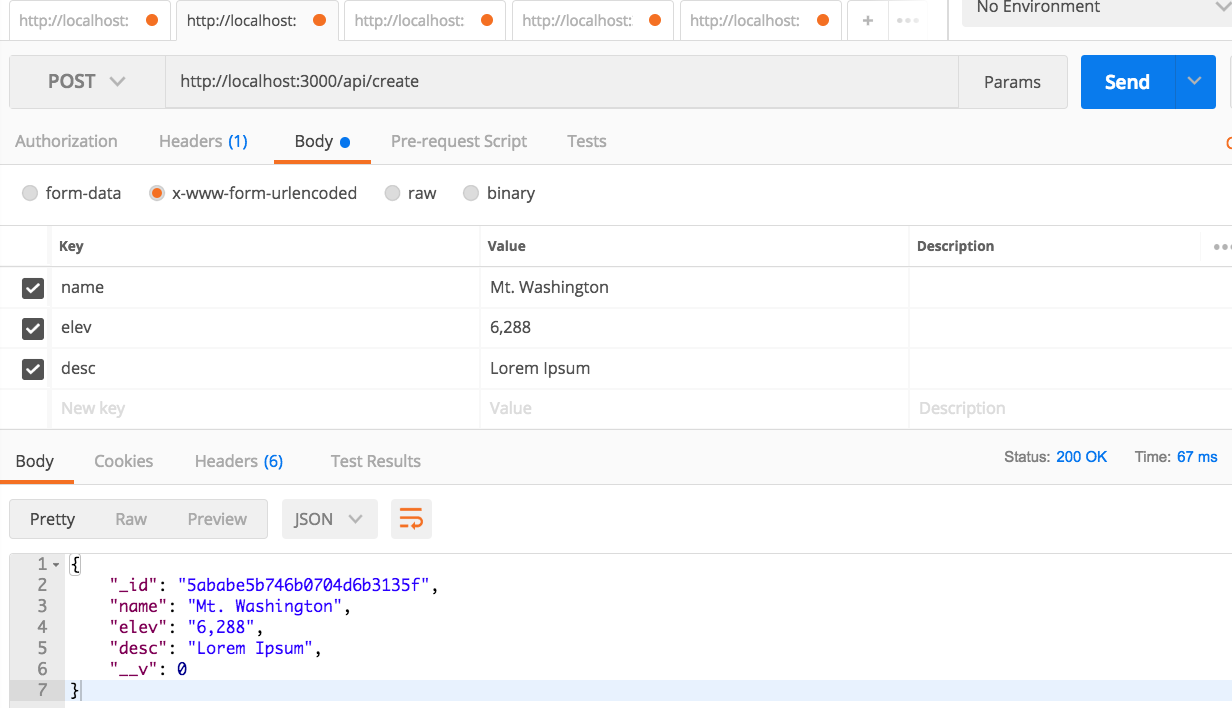 http://localhost: http://localhost: http://localhost: http://localhost: http://localhost: + No Environment
POST http://localhost:3000/api/create Params Send
Authorization Headers (1) Body Pre-request Script Tests
form-data x-www-form-urlencoded raw binary
Key Value Description
name Mt. Washington
elev 6,288
desc Lorem Ipsum
New key Value Description
Body Cookies Headers (6) Test Results Status: 200 OK Time: 67 ms
Pretty Raw Preview JSON
1 {
2 "_id": "5ababe5b746b0704d6b3135f",
3 "name": "Mt. Washington",
4 "elev": "6,288",
5 "desc": "Lorem Ipsum",
6 "__v": 0
7 }